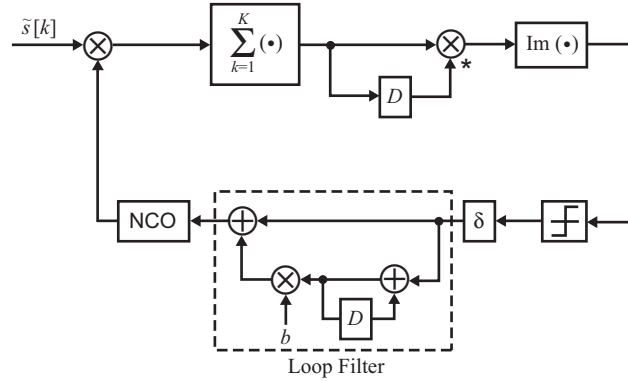 s̃[k]
K
∑(•)
k=1
*
Im (•)
D
NCO
δ
D
b
Loop Filter